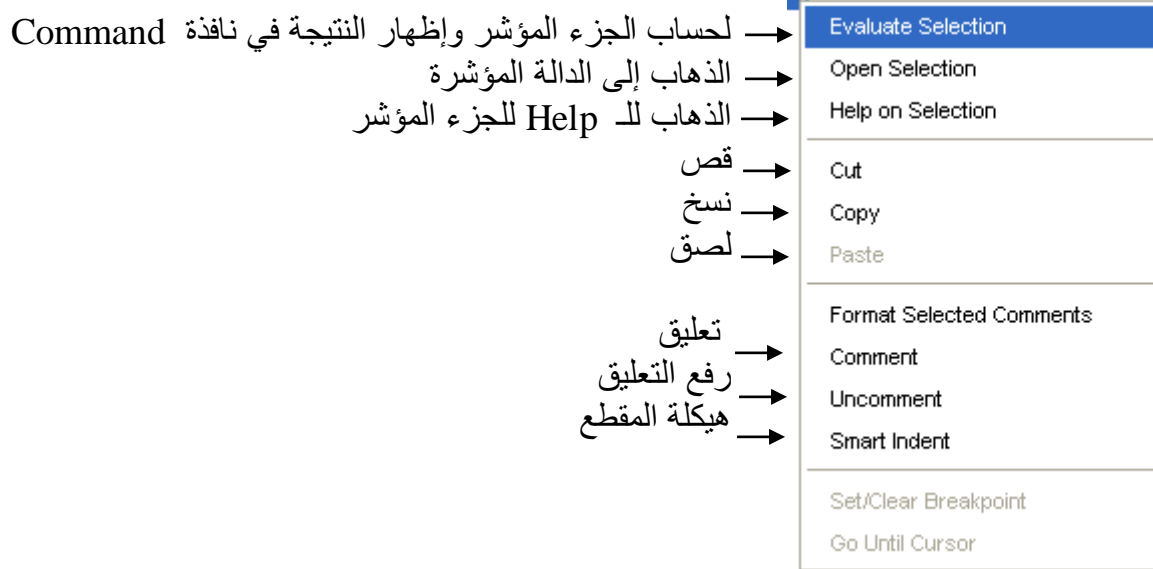 لحساب الجزء المؤشر وإظهار النتيجة في نافذة Command
Evaluate Selection
الذهاب إلى الدالة المؤشرة
Open Selection
الذهاب للـ Help للجزء المؤشر
Help on Selection
قص
Cut
نسخ
Copy
لصق
Paste
Format Selected Comments
تعليق
Comment
رفع التعليق
Uncomment
هيكلة المقطع
Smart Indent
Set/Clear Breakpoint
Go Until Cursor